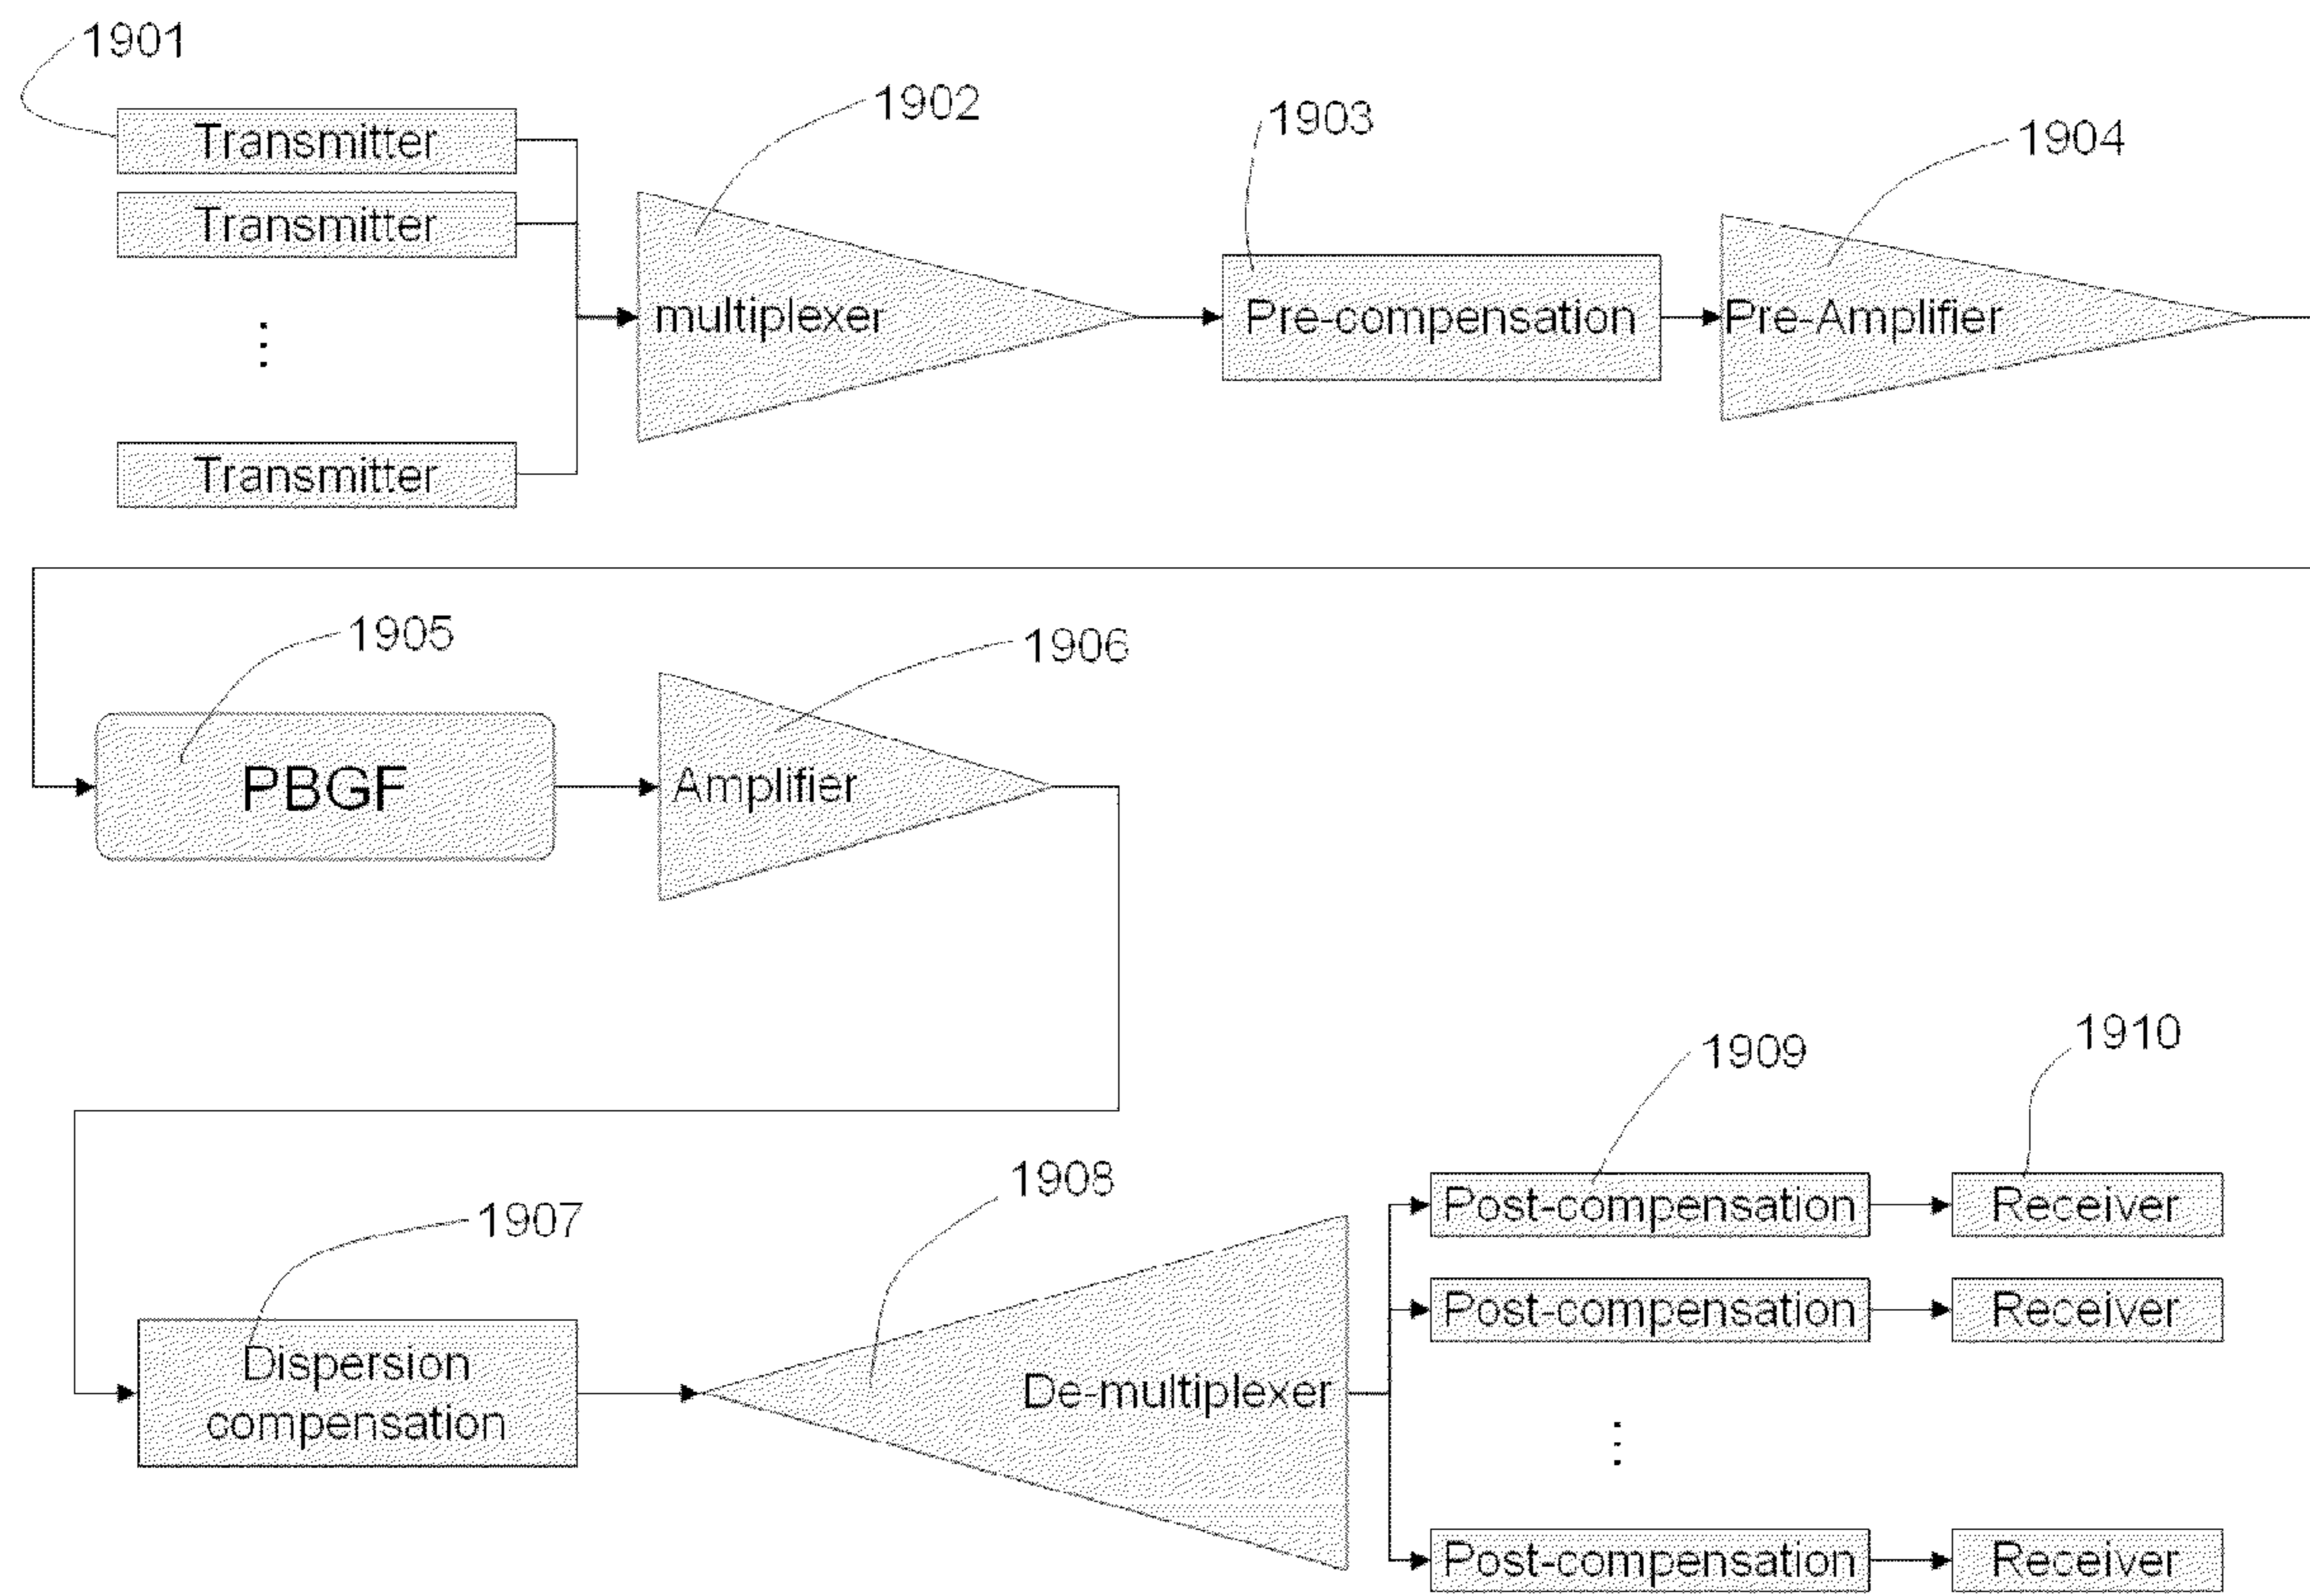 1901
1902
1903
1904
Transmitter
Transmitter
⋮
Transmitter
multiplexer
Pre-compensation
Pre-Amplifier
1905
1906
PBGF
Amplifier
1907
1908
1909
1910
Dispersion
compensation
De-multiplexer
Post-compensation
Receiver
Post-compensation
Receiver
⋮
Post-compensation
Receiver